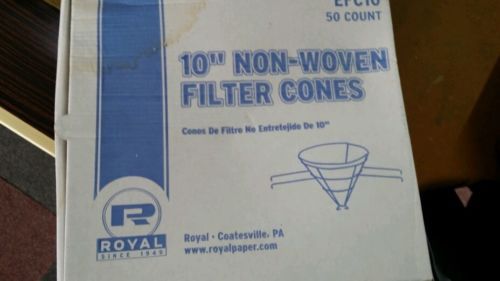 EFC10
50 COUNT
10" NON-WOVEN
FILTER CONES
Conos De Filtro No Entretejido De 10"
R
ROYAL
SINCE 1945
Royal · Coatesville, PA
www.royalpaper.com